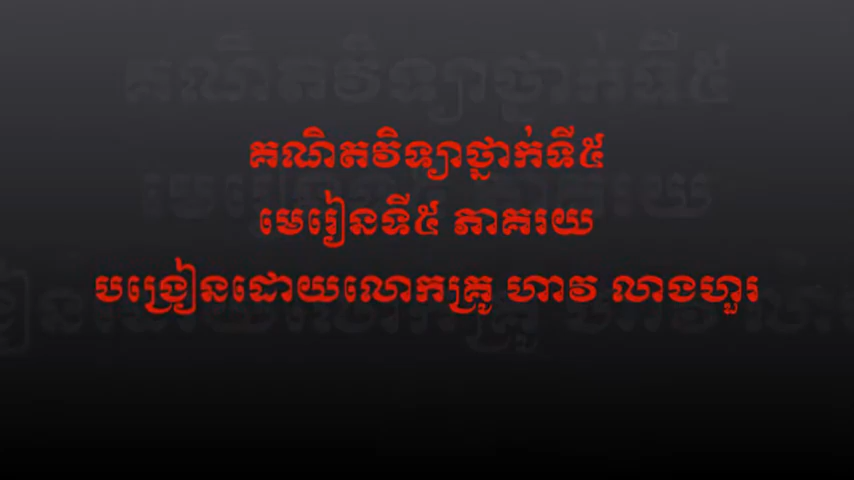 គណិតវិទ្យាថ្នាក់ទី៥
មេរៀនទី៥ ភាគរយ
បង្រៀនដោយលោកគ្រូ ហាវ លាងហួរ